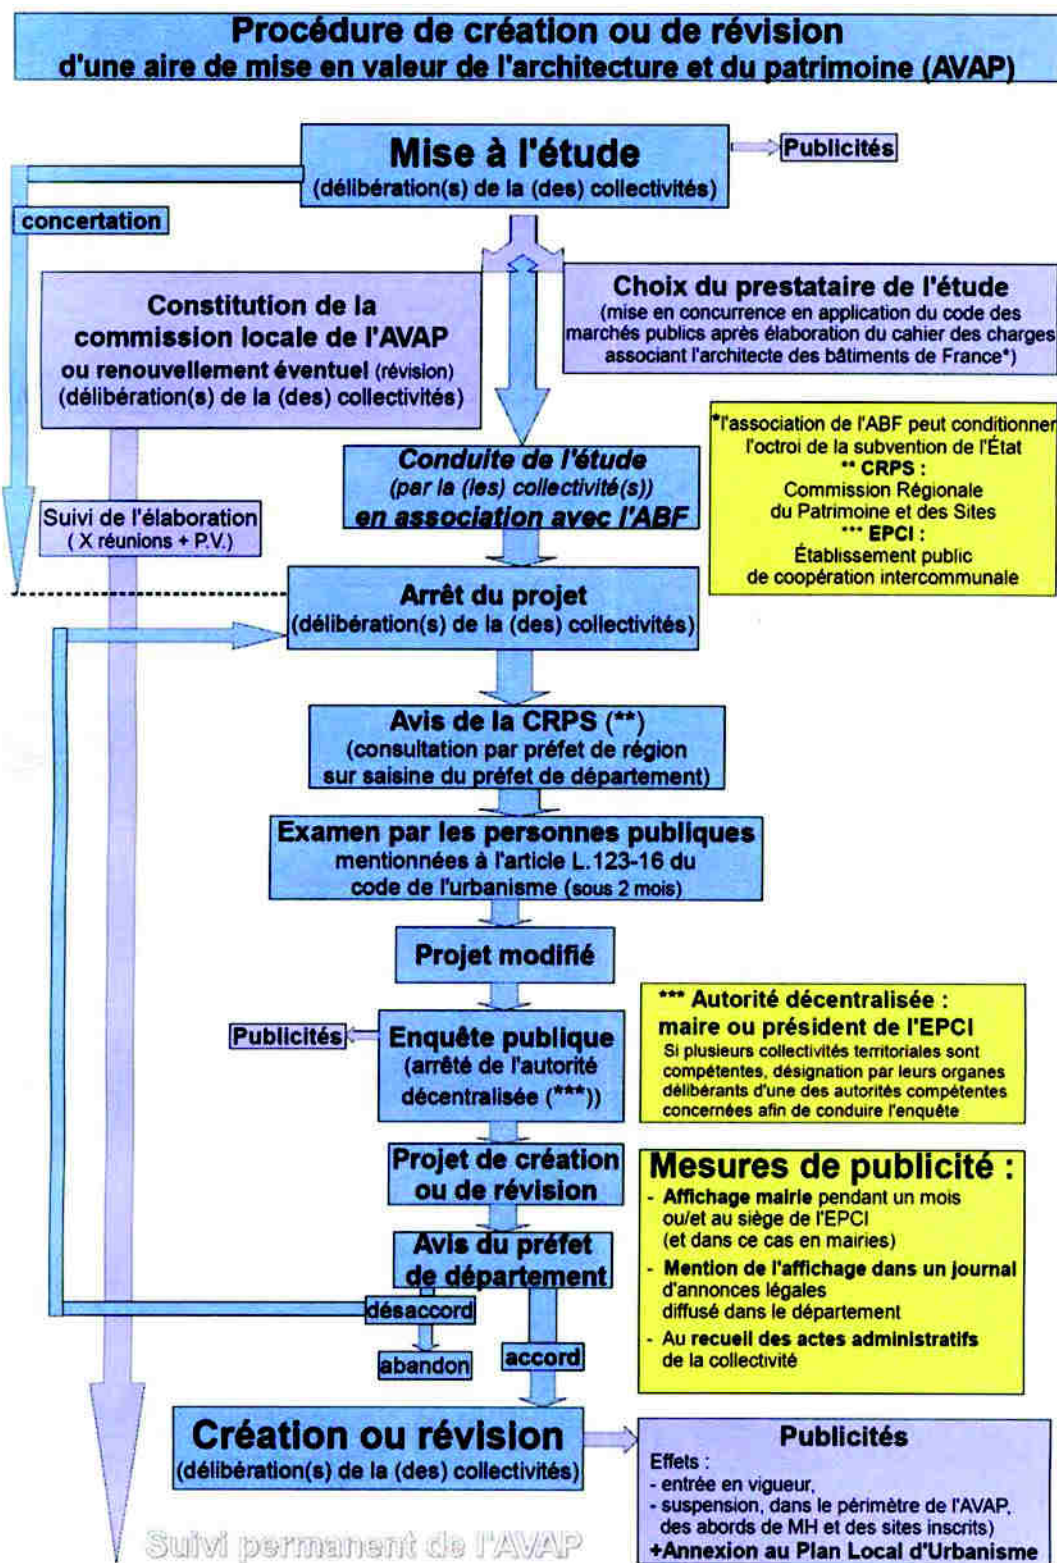 Procédure de création ou de révision
d'une aire de mise en valeur de l'architecture et du patrimoine (AVAP)
Mise à l'étude
(délibération(s) de la (des) collectivités)
Publicités
concertation
Constitution de la
commission locale de l'AVAP
ou renouvellement éventuel (révision)
(délibération(s) de la (des) collectivités)
Choix du prestataire de l'étude
(mise en concurrence en application du code des
marchés publics après élaboration du cahier des charges
associant l'architecte des bâtiments de France*)
*l'association de l'ABF peut conditionner
l'octroi de la subvention de l'État
** CRPS :
Commission Régionale
du Patrimoine et des Sites
*** EPCI :
Établissement public
de coopération intercommunale
Conduite de l'étude
(par la (les) collectivité(s))
en association avec l'ABF
Suivi de l'élaboration
( X réunions + P.V.)
Arrêt du projet
(délibération(s) de la (des) collectivités)
Avis de la CRPS (**)
(consultation par préfet de région
sur saisine du préfet de département)
Examen par les personnes publiques
mentionnées à l'article L.123-16 du
code de l'urbanisme (sous 2 mois)
Projet modifié
Publicités
Enquête publique
(arrêté de l'autorité
décentralisée (***))
*** Autorité décentralisée :
maire ou président de l'EPCI
Si plusieurs collectivités territoriales sont
compétentes, désignation par leurs organes
délibérants d'une des autorités compétentes
concernées afin de conduire l'enquête
Projet de création
ou de révision
Avis du préfet
de département
Mesures de publicité :
- Affichage mairie pendant un mois
ou/et au siège de l'EPCI
(et dans ce cas en mairies)
- Mention de l'affichage dans un journal
d'annonces légales
diffusé dans le département
- Au recueil des actes administratifs
de la collectivité
désaccord
abandon
accord
Création ou révision
(délibération(s) de la (des) collectivités)
Publicités
Effets :
- entrée en vigueur,
- suspension, dans le périmètre de l'AVAP,
des abords de MH et des sites inscrits)
+Annexion au Plan Local d'Urbanisme
Suivi permanent de l'AVAP